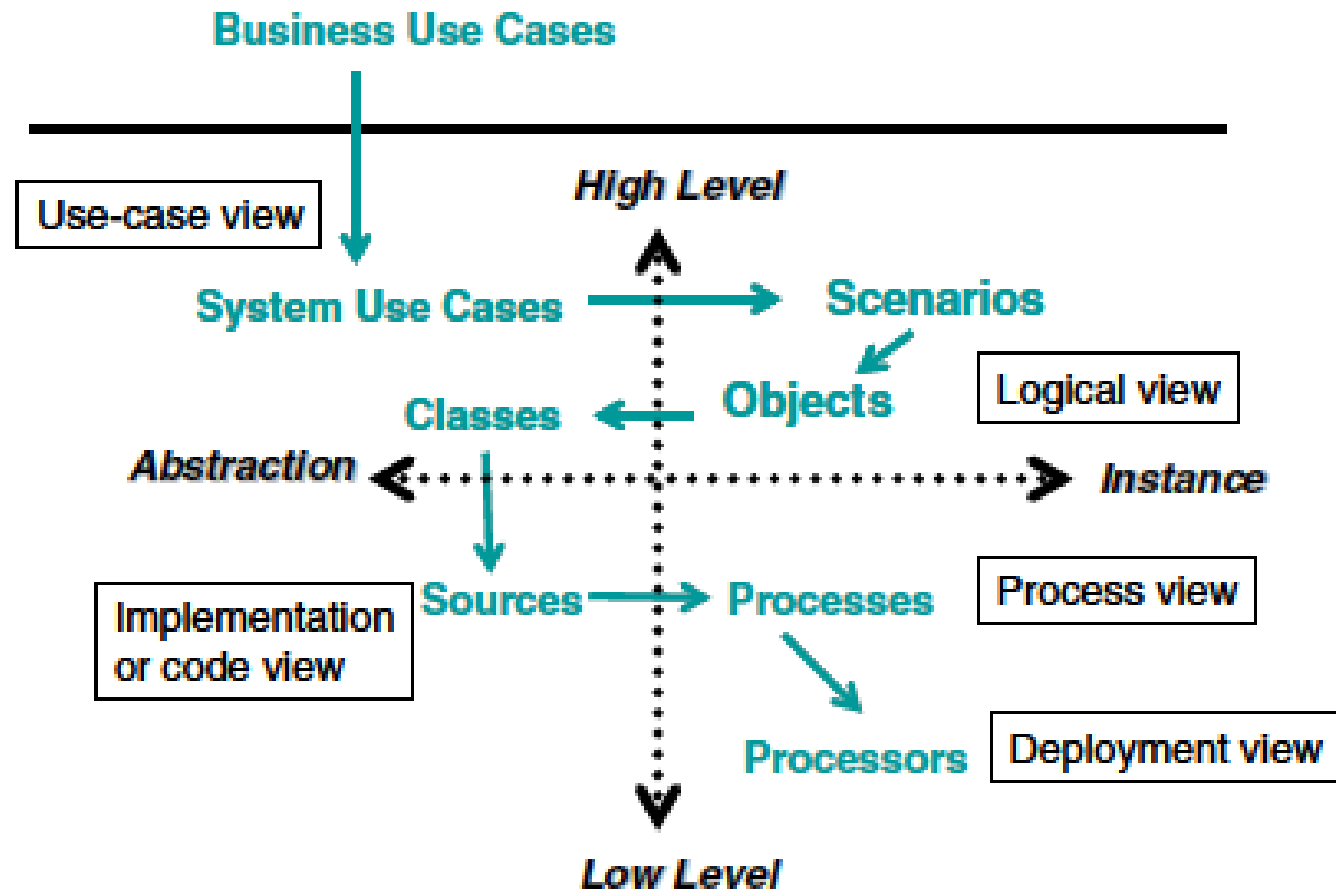 Business Use Cases
High Level
Use-case view
System Use Cases
Scenarios
Logical view
Objects
Classes
Abstraction
Instance
Process view
Sources
Processes
Implementation
or code view
Deployment view
Processors
Low Level